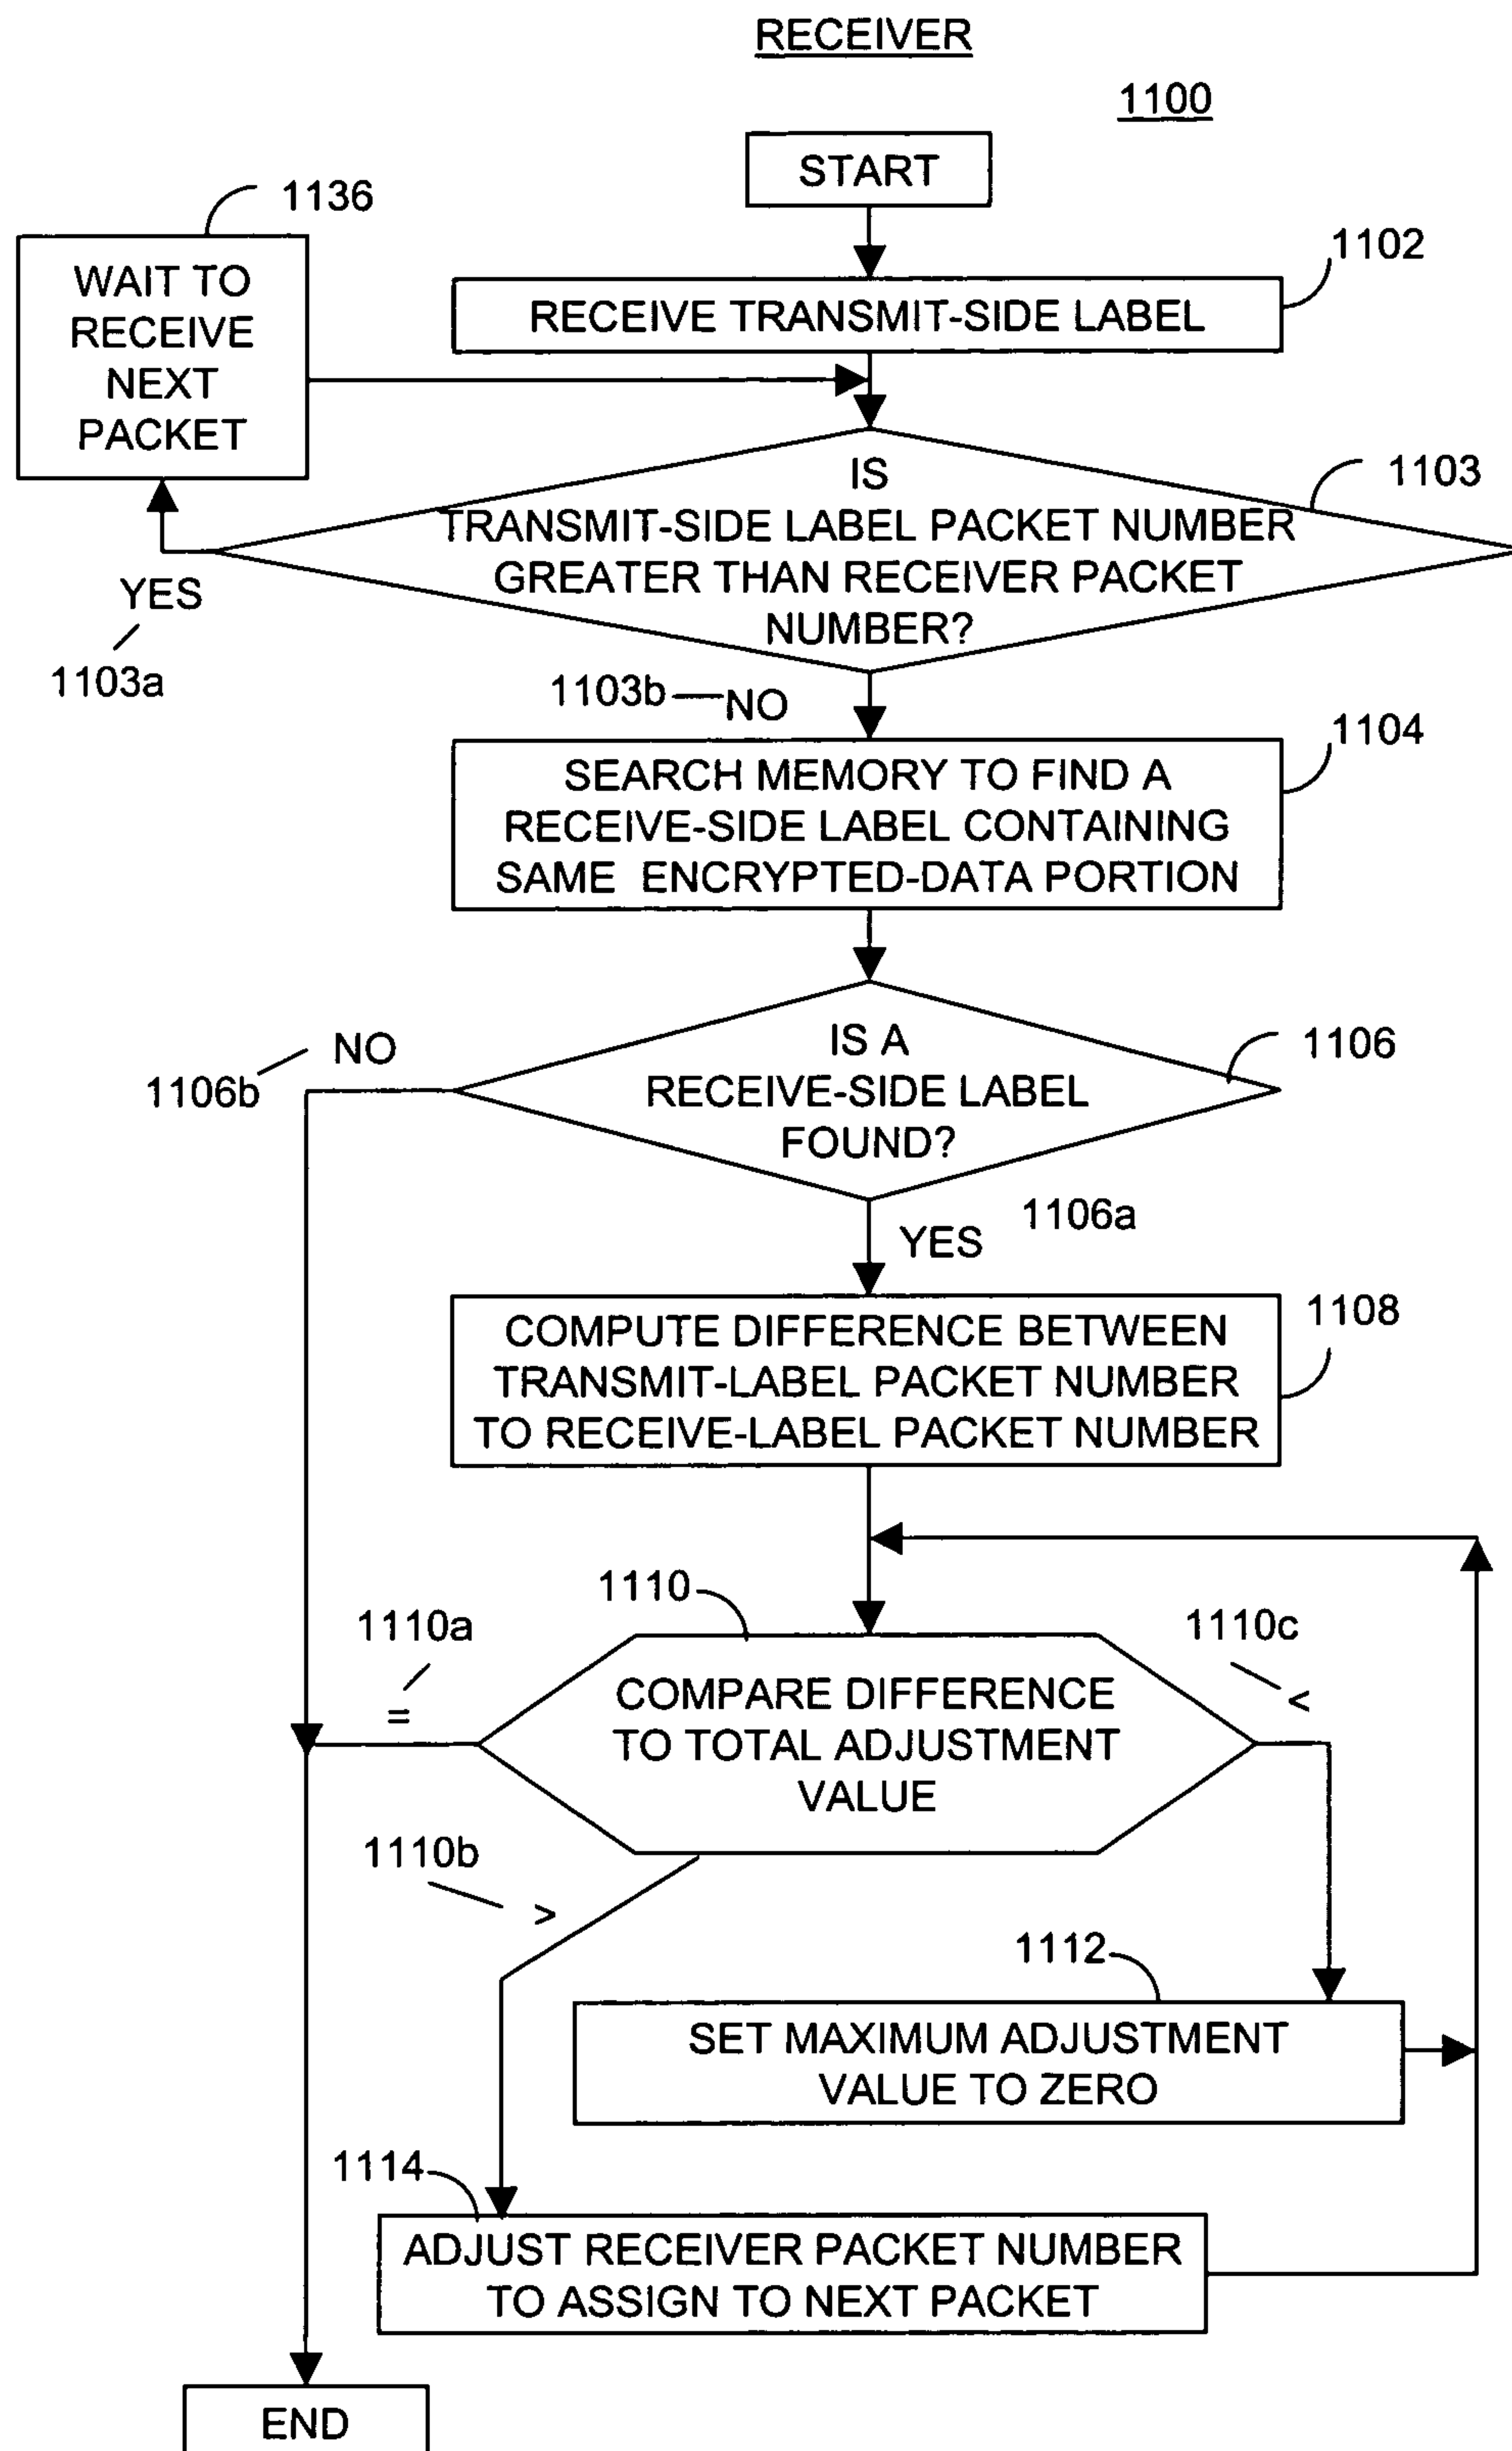 RECEIVER
1100
START
1136
WAIT TO
RECEIVE
NEXT
PACKET
1102
RECEIVE TRANSMIT-SIDE LABEL
1103
IS
TRANSMIT-SIDE LABEL PACKET NUMBER
GREATER THAN RECEIVER PACKET
NUMBER?
YES
1103a
1103b
NO
1104
SEARCH MEMORY TO FIND A
RECEIVE-SIDE LABEL CONTAINING
SAME ENCRYPTED-DATA PORTION
1106
IS A
RECEIVE-SIDE LABEL
FOUND?
NO
1106b
1106a
YES
1108
COMPUTE DIFFERENCE BETWEEN
TRANSMIT-LABEL PACKET NUMBER
TO RECEIVE-LABEL PACKET NUMBER
1110
1110a
=
1110c
<
COMPARE DIFFERENCE
TO TOTAL ADJUSTMENT
VALUE
1110b
>
1112
SET MAXIMUM ADJUSTMENT
VALUE TO ZERO
1114
ADJUST RECEIVER PACKET NUMBER
TO ASSIGN TO NEXT PACKET
END